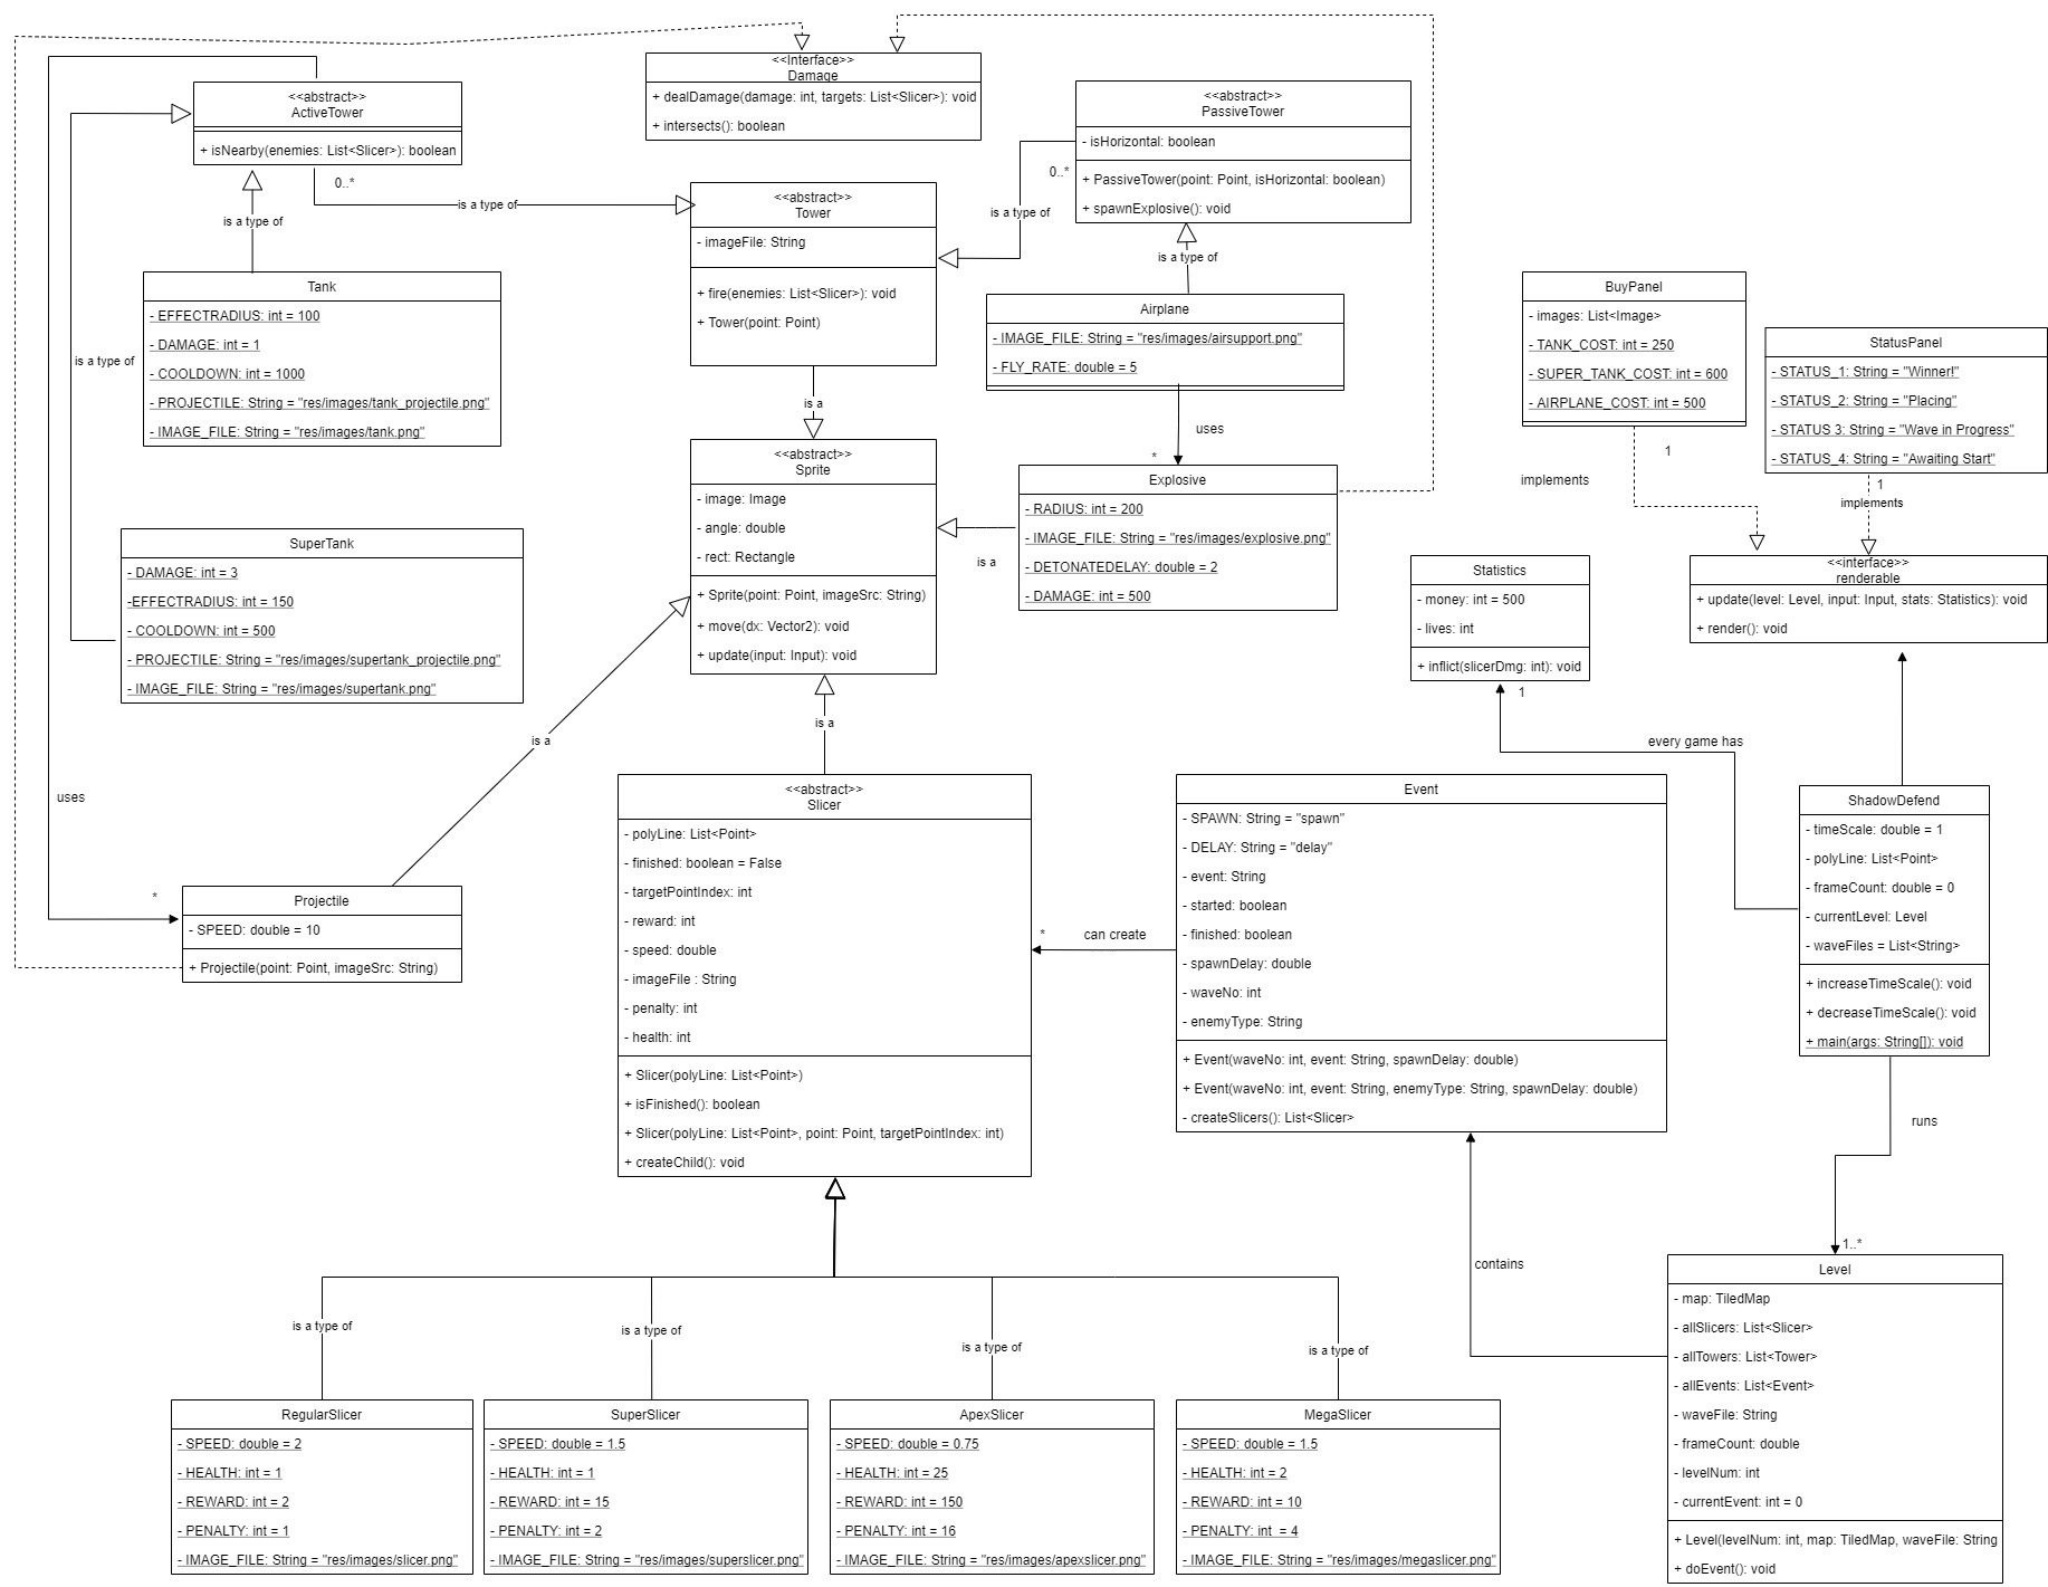 <<interface>>
Damage
+ dealDamage(damage: int, targets: List<Slicer>): void
+ intersects(): boolean
<<abstract>>
ActiveTower
+ isNearby(enemies: List<Slicer>): boolean
0..*
is a type of
is a type of
<<abstract>>
PassiveTower
- isHorizontal: boolean
+ PassiveTower(point: Point, isHorizontal: boolean)
+ spawnExplosive(): void
0..*
is a type of
is a type of
<<abstract>>
Tower
- imageFile: String
+ fire(enemies: List<Slicer>): void
+ Tower(point: Point)
is a
Tank
- EFFECTRADIUS: int = 100
- DAMAGE: int = 1
- COOLDOWN: int = 1000
- PROJECTILE: String = "res/images/tank_projectile.png"
- IMAGE_FILE: String = "res/images/tank.png"
is a type of
Airplane
- IMAGE_FILE: String = "res/images/airsupport.png"
- FLY_RATE: double = 5
uses
*
BuyPanel
- images: List<Image>
- TANK_COST: int = 250
- SUPER_TANK_COST: int = 600
- AIRPLANE_COST: int = 500
1
implements
StatusPanel
- STATUS_1: String = "Winner!"
- STATUS_2: String = "Placing"
- STATUS 3: String = "Wave in Progress"
- STATUS_4: String = "Awaiting Start"
1
implements
<<abstract>>
Sprite
- image: Image
- angle: double
- rect: Rectangle
+ Sprite(point: Point, imageSrc: String)
+ move(dx: Vector2): void
+ update(input: Input): void
is a
Explosive
- RADIUS: int = 200
- IMAGE_FILE: String = "res/images/explosive.png"
- DETONATEDELAY: double = 2
- DAMAGE: int = 500
is a
SuperTank
- DAMAGE: int = 3
-EFFECTRADIUS: int = 150
- COOLDOWN: int = 500
- PROJECTILE: String = "res/images/supertank_projectile.png"
- IMAGE_FILE: String = "res/images/supertank.png"
Statistics
- money: int = 500
- lives: int
+ inflict(slicerDmg: int): void
1
every game has
<<interface>>
renderable
+ update(level: Level, input: Input, stats: Statistics): void
+ render(): void
is a
uses
*
Projectile
- SPEED: double = 10
+ Projectile(point: Point, imageSrc: String)
<<abstract>>
Slicer
- polyLine: List<Point>
- finished: boolean = False
- targetPointIndex: int
- reward: int
- speed: double
- imageFile : String
- penalty: int
- health: int
+ Slicer(polyLine: List<Point>)
+ isFinished(): boolean
+ Slicer(polyLine: List<Point>, point: Point, targetPointIndex: int)
+ createChild(): void
*
can create
Event
- SPAWN: String = "spawn"
- DELAY: String = "delay"
- event: String
- started: boolean
- finished: boolean
- spawnDelay: double
- waveNo: int
- enemyType: String
+ Event(waveNo: int, event: String, spawnDelay: double)
+ Event(waveNo: int, event: String, enemyType: String, spawnDelay: double)
- createSlicers(): List<Slicer>
ShadowDefend
- timeScale: double = 1
- polyLine: List<Point>
- frameCount: double = 0
- currentLevel: Level
- waveFiles = List<String>
+ increaseTimeScale(): void
+ decreaseTimeScale(): void
+ main(args: String[]): void
runs
1..*
contains
Level
- map: TiledMap
- allSlicers: List<Slicer>
- allTowers: List<Tower>
- allEvents: List<Event>
- waveFile: String
- frameCount: double
- levelNum: int
- currentEvent: int = 0
+ Level(levelNum: int, map: TiledMap, waveFile: String
+ doEvent(): void
is a type of
is a type of
is a type of
is a type of
RegularSlicer
- SPEED: double = 2
- HEALTH: int = 1
- REWARD: int = 2
- PENALTY: int = 1
- IMAGE_FILE: String = "res/images/slicer.png"
SuperSlicer
- SPEED: double = 1.5
- HEALTH: int = 1
- REWARD: int = 15
- PENALTY: int = 2
- IMAGE_FILE: String = "res/images/superslicer.png"
ApexSlicer
- SPEED: double = 0.75
- HEALTH: int = 25
- REWARD: int = 150
- PENALTY: int = 16
- IMAGE_FILE: String = "res/images/apexslicer.png"
MegaSlicer
- SPEED: double = 1.5
- HEALTH: int = 2
- REWARD: int = 10
- PENALTY: int  = 4
- IMAGE_FILE: String = "res/images/megaslicer.png"